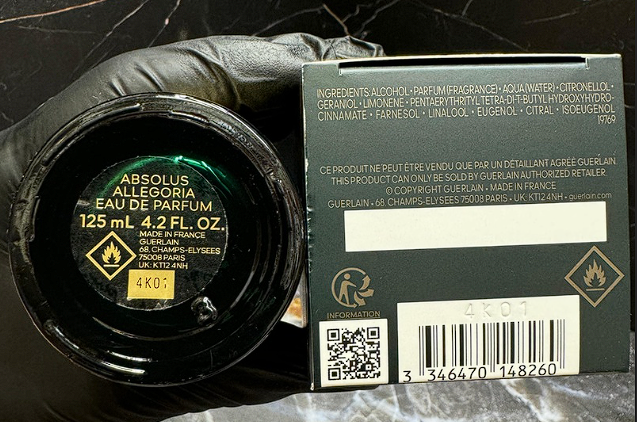 ABSOLUS
ALLEGORIA
EAU DE PARFUM
125 mL 4.2 FL. OZ.
MADE IN FRANCE
GUERLAIN
68, CHAMPS-ELYSEES
75008 PARIS
UK: KT12 4NH
4K01
INGREDIENTS: ALCOHOL • PARFUM (FRAGRANCE) • AQUA (WATER) • CITRONELLOL •
GERANIOL • LIMONENE • PENTAERYTHRITYL TETRA-DI-T-BUTYL HYDROXYHYDRO-
CINNAMATE • FARNESOL • LINALOOL • EUGENOL • CITRAL • ISOEUGENOL
19769
CE PRODUIT NE PEUT ÊTRE VENDU QUE PAR UN DÉTAILLANT AGRÉÉ GUERLAIN
THIS PRODUCT CAN ONLY BE SOLD BY GUERLAIN AUTHORIZED RETAILER.
© COPYRIGHT GUERLAIN • MADE IN FRANCE
GUERLAIN • 68, CHAMPS-ELYSEES 75008 PARIS • UK: KT12 4NH • guerlain.com
INFORMATION
4K01
3 346470 148260